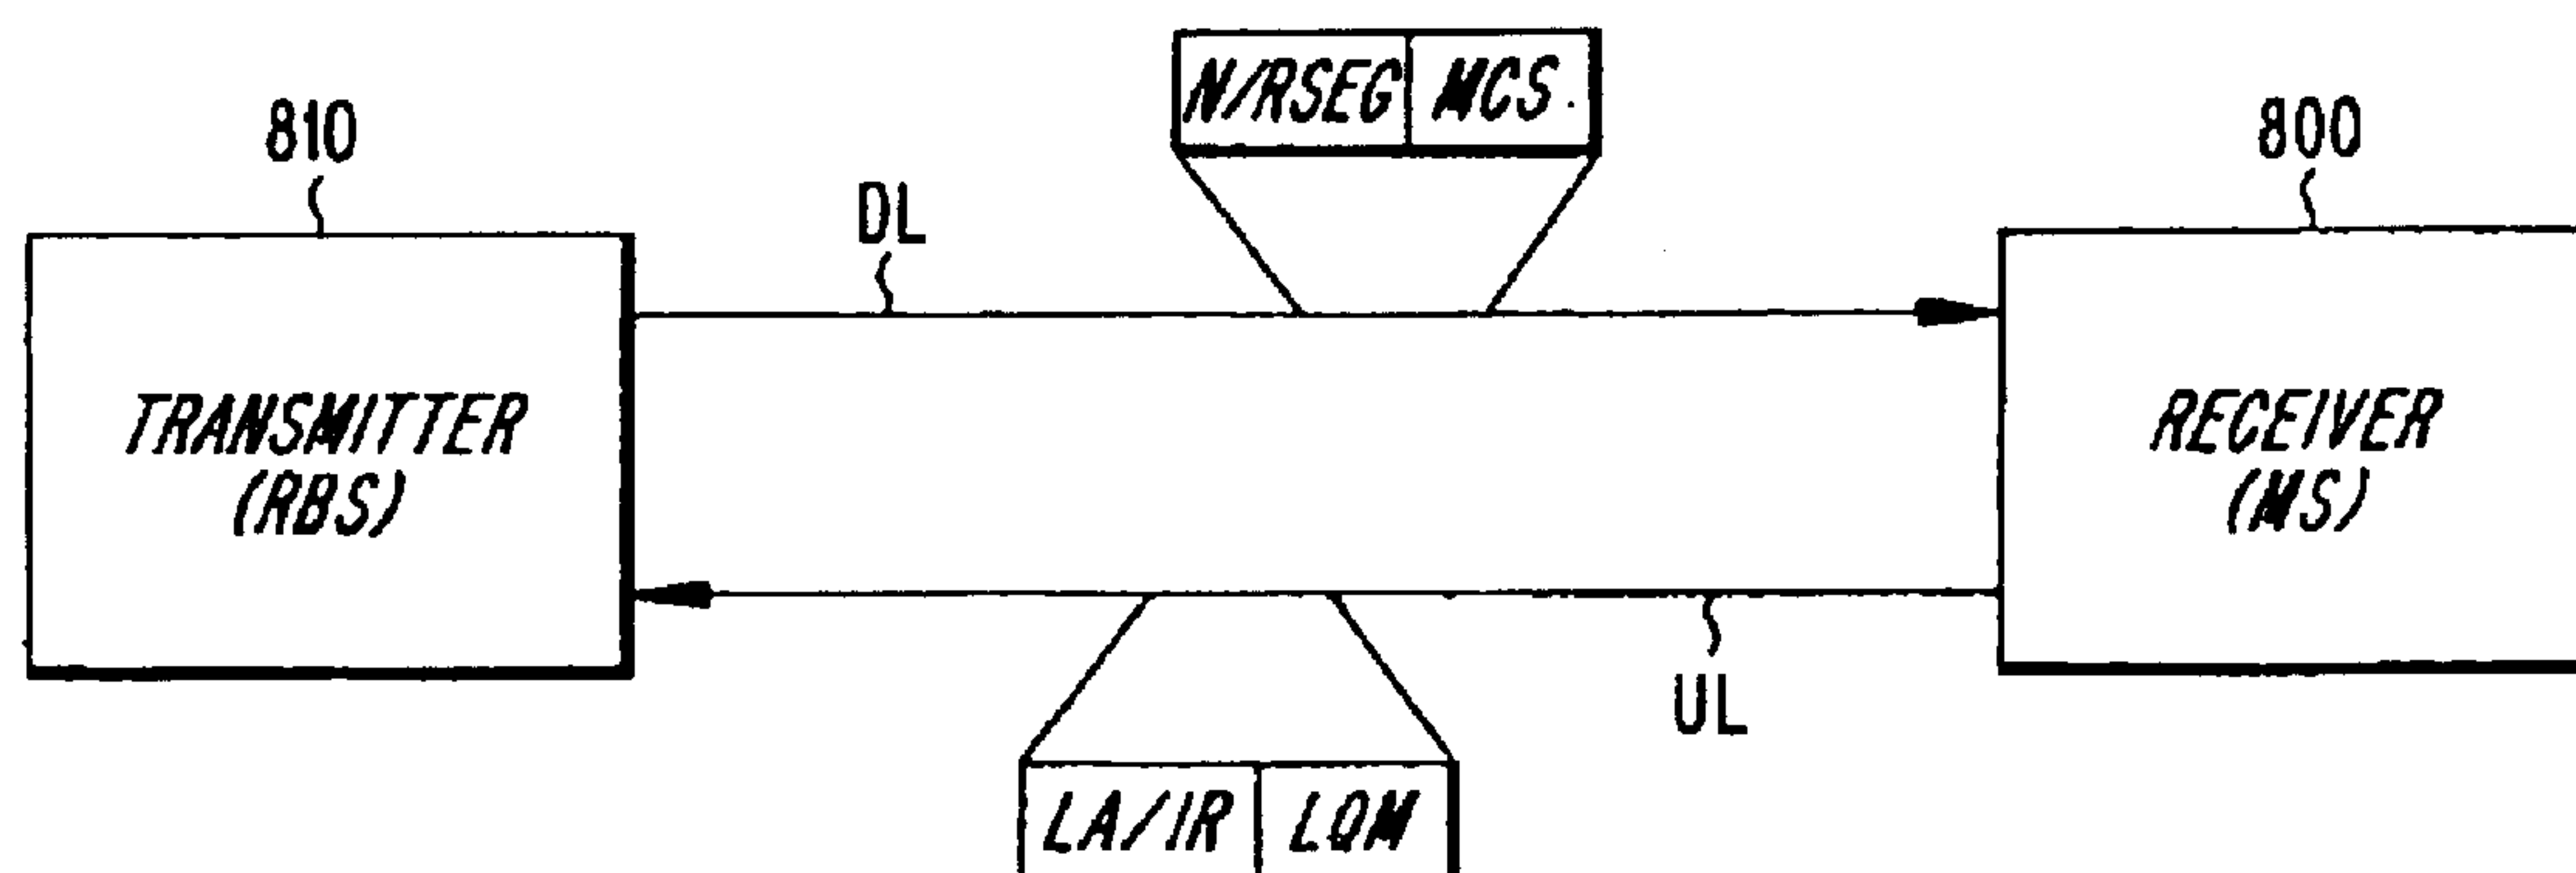 N/RSEG MCS
810
800
DL
TRANSMITTER
(RBS)
RECEIVER
(MS)
UL
LA/IR LQM